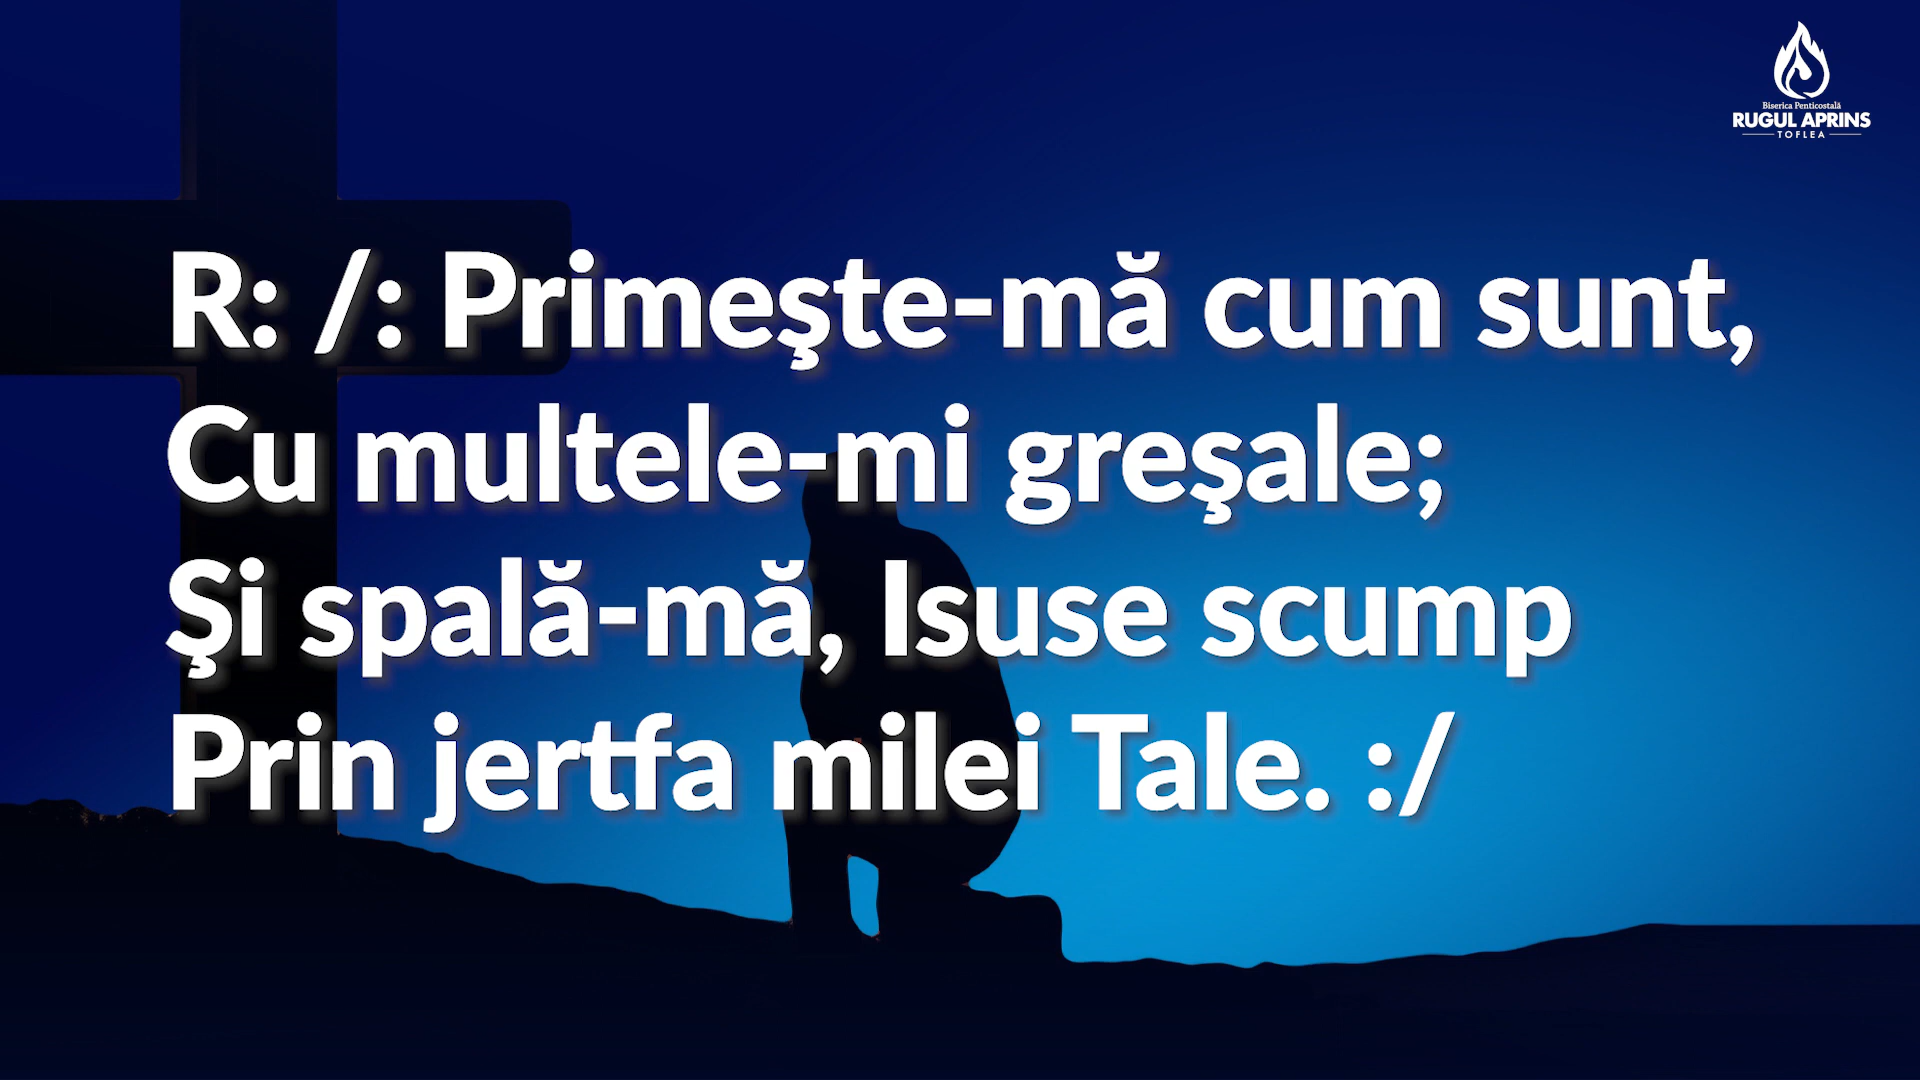 Biserica Penticostală
RUGUL APRINS
TOFLEA
R: /: Primeşte-mă cum sunt,
Cu multele-mi greşale;
Şi spală-mă, Isuse scump
Prin jertfa milei Tale. :/